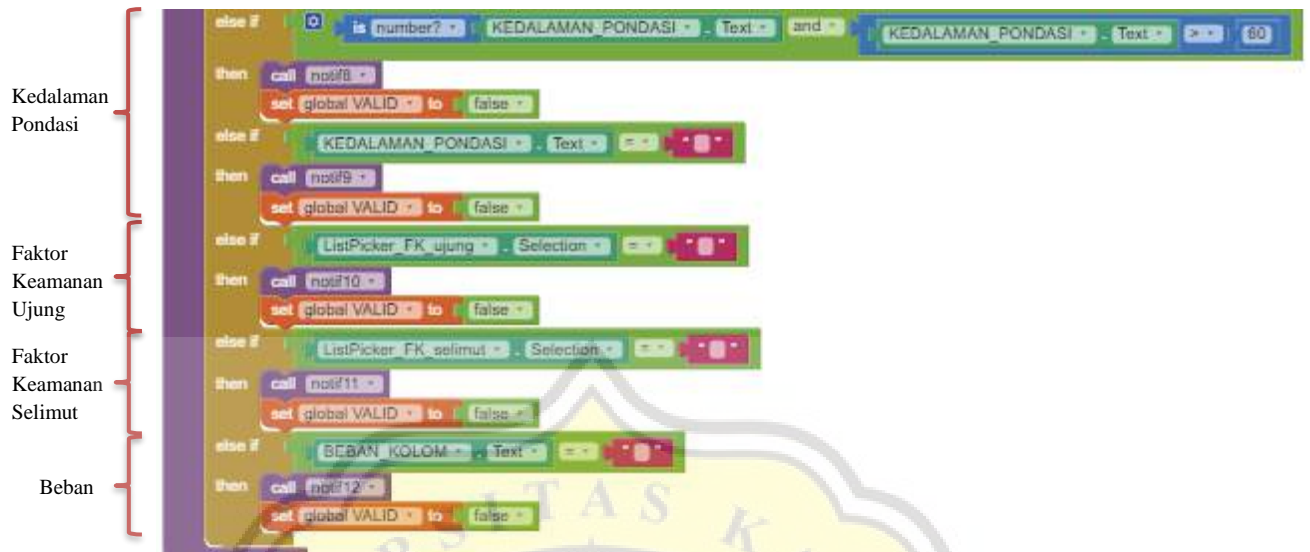 else if is number? KEDALAMAN_PONDASI . Text and KEDALAMAN_PONDASI . Text > 60
then call notif8
set global VALID to false
Kedalaman
Pondasi
else if KEDALAMAN_PONDASI . Text = " "
then call notif9
set global VALID to false
else if ListPicker_FK_ujung . Selection = " "
Faktor
Keamanan
Ujung
then call notif10
set global VALID to false
else if ListPicker_FK_selimut . Selection = " "
Faktor
Keamanan
Selimut
then call notif11
set global VALID to false
else if BEBAN_KOLOM . Text = " "
Beban
then call notif12
set global VALID to false
R S I T A S K